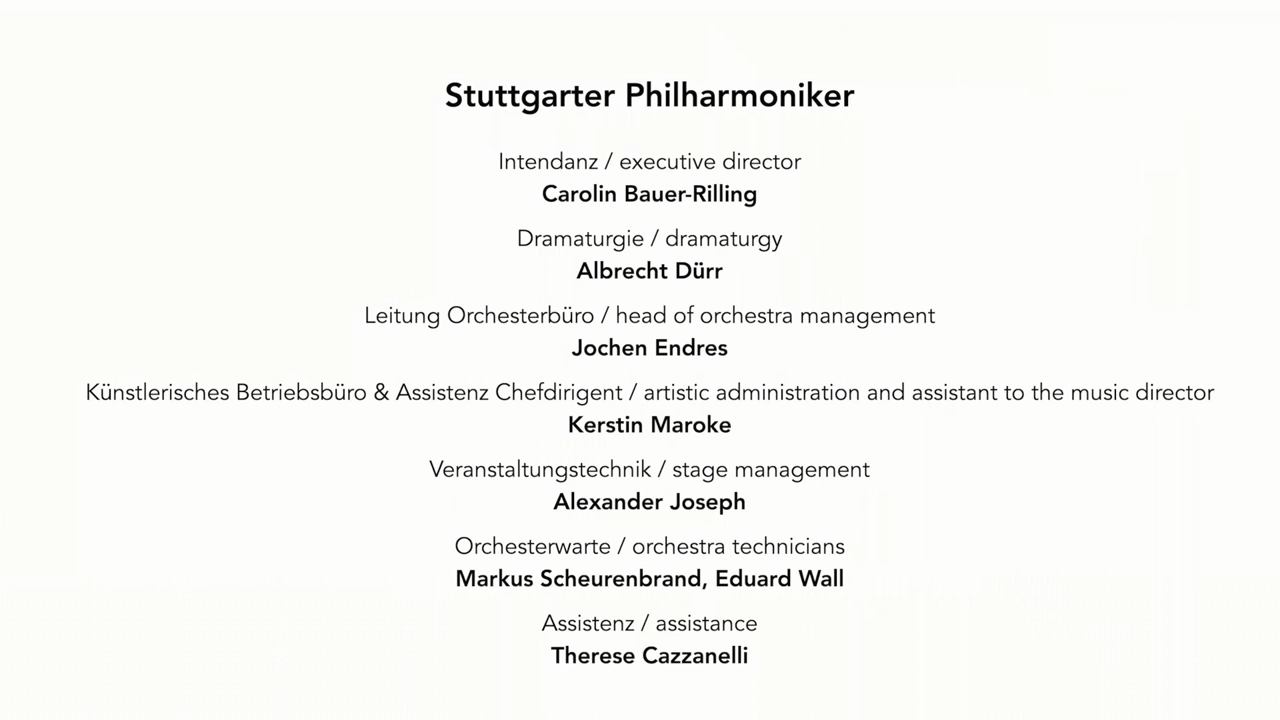 Stuttgarter Philharmoniker
Intendanz / executive director
Carolin Bauer-Rilling
Dramaturgie / dramaturgy
Albrecht Dürr
Leitung Orchesterbüro / head of orchestra management
Jochen Endres
Künstlerisches Betriebsbüro & Assistenz Chefdirigent / artistic administration and assistant to the music director
Kerstin Maroke
Veranstaltungstechnik / stage management
Alexander Joseph
Orchesterwarte / orchestra technicians
Markus Scheurenbrand, Eduard Wall
Assistenz / assistance
Therese Cazzanelli